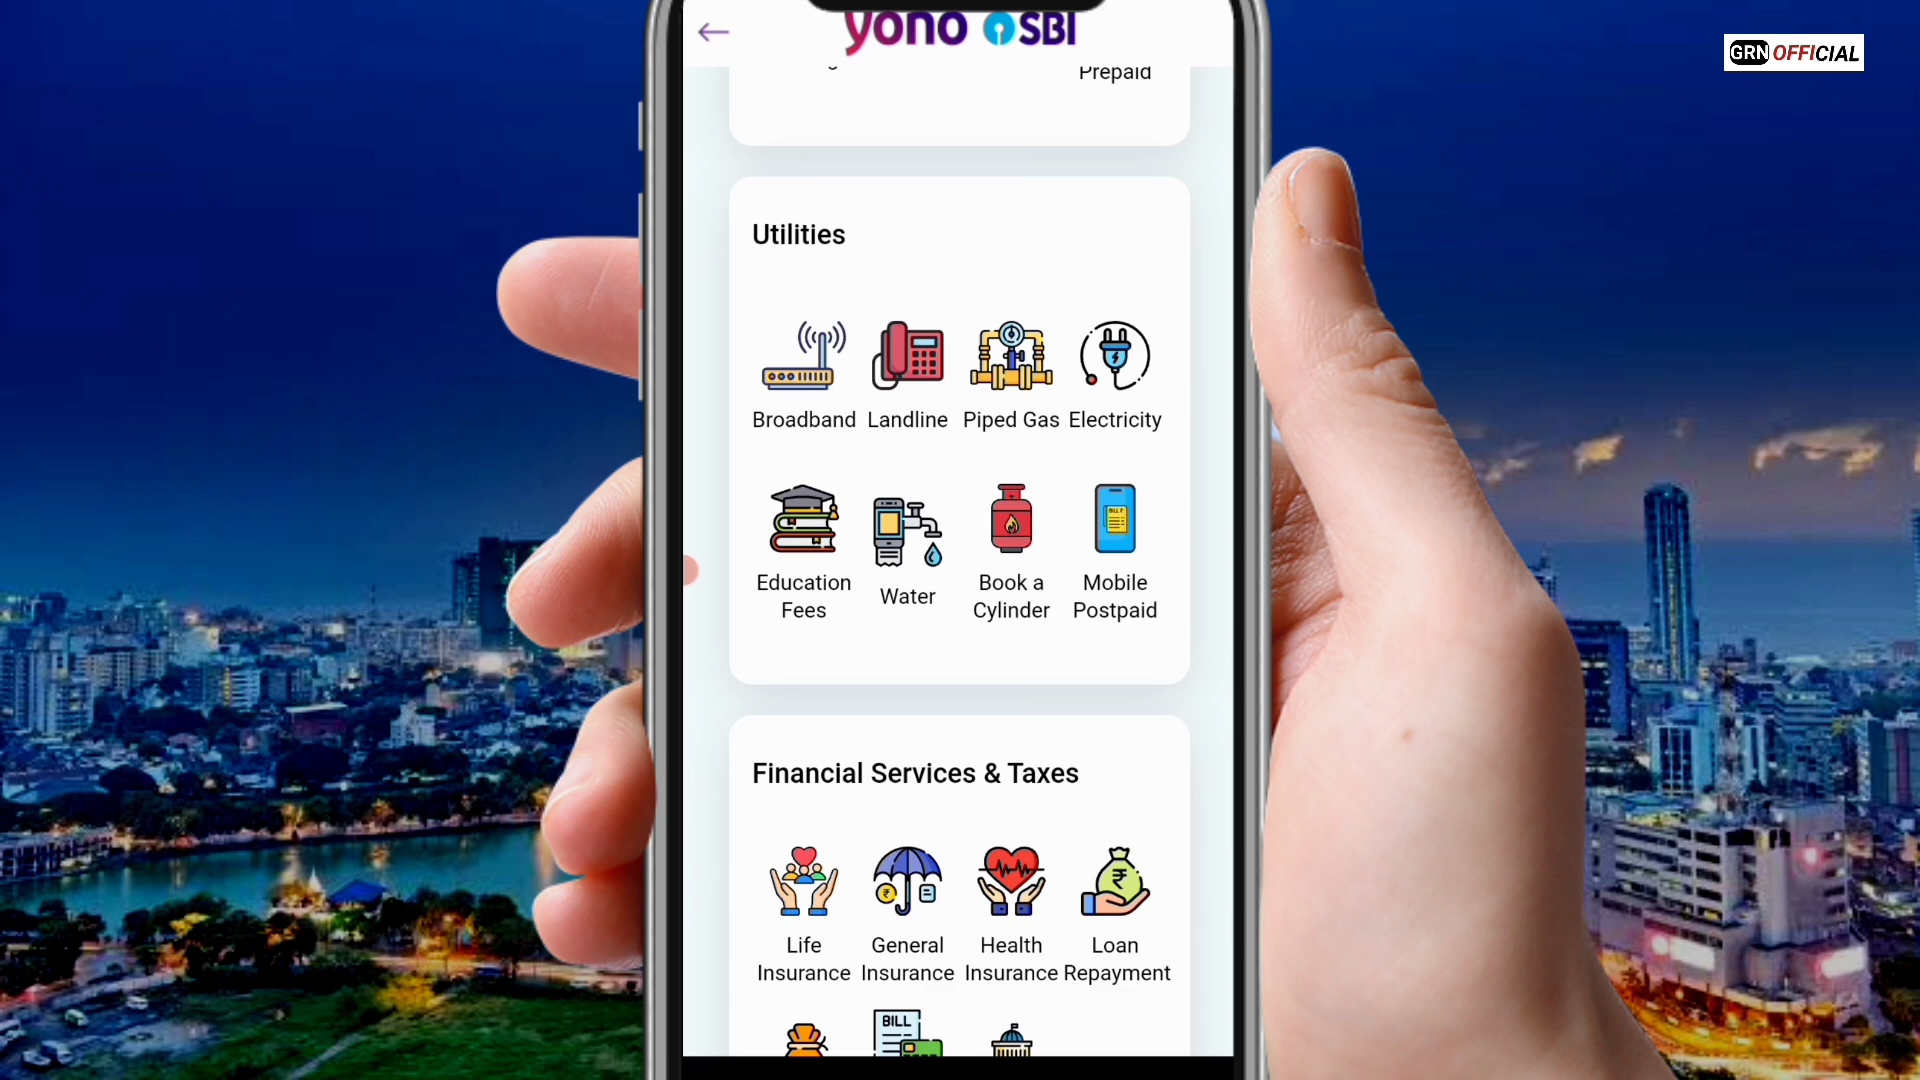 yono SBI
GRN OFFICIAL
Prepaid
Utilities
Broadband Landline Piped Gas Electricity
Education Fees
Water
Book a Cylinder
Mobile Postpaid
Financial Services & Taxes
Life Insurance
General Insurance
Health Insurance
Loan Repayment
BILL